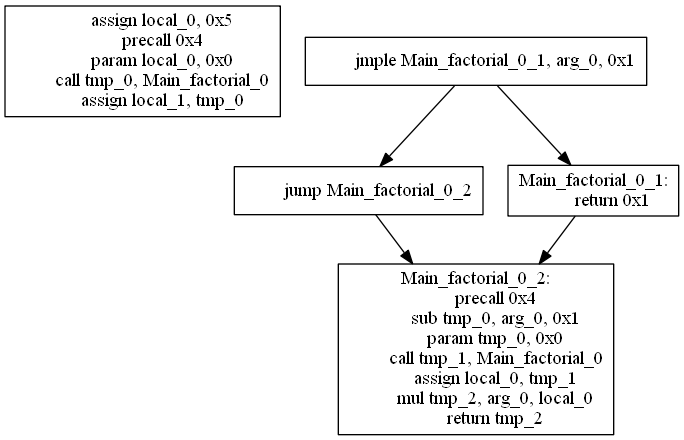 assign local_0, 0x5
precall 0x4
param local_0, 0x0
call tmp_0, Main_factorial_0
assign local_1, tmp_0
jmple Main_factorial_0_1, arg_0, 0x1
jump Main_factorial_0_2
Main_factorial_0_1:
return 0x1
Main_factorial_0_2:
precall 0x4
sub tmp_0, arg_0, 0x1
param tmp_0, 0x0
call tmp_1, Main_factorial_0
assign local_0, tmp_1
mul tmp_2, arg_0, local_0
return tmp_2